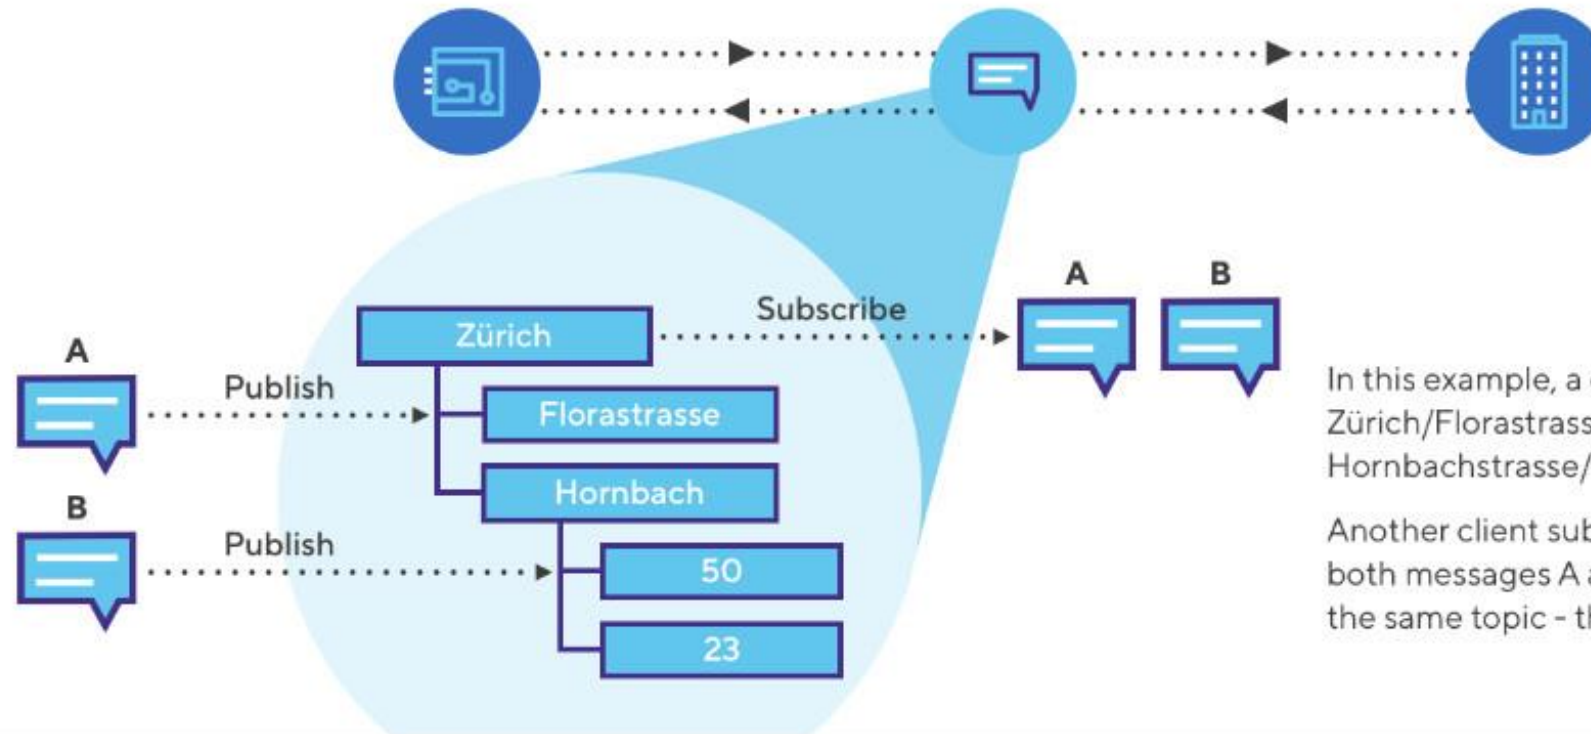 A
B
Zürich
Subscribe
A
Publish
Florastrasse
Hornbach
B
Publish
50
23
In this example, a
Zürich/Florastrass
Hornbachstrasse/
Another client sub
both messages A
the same topic - th